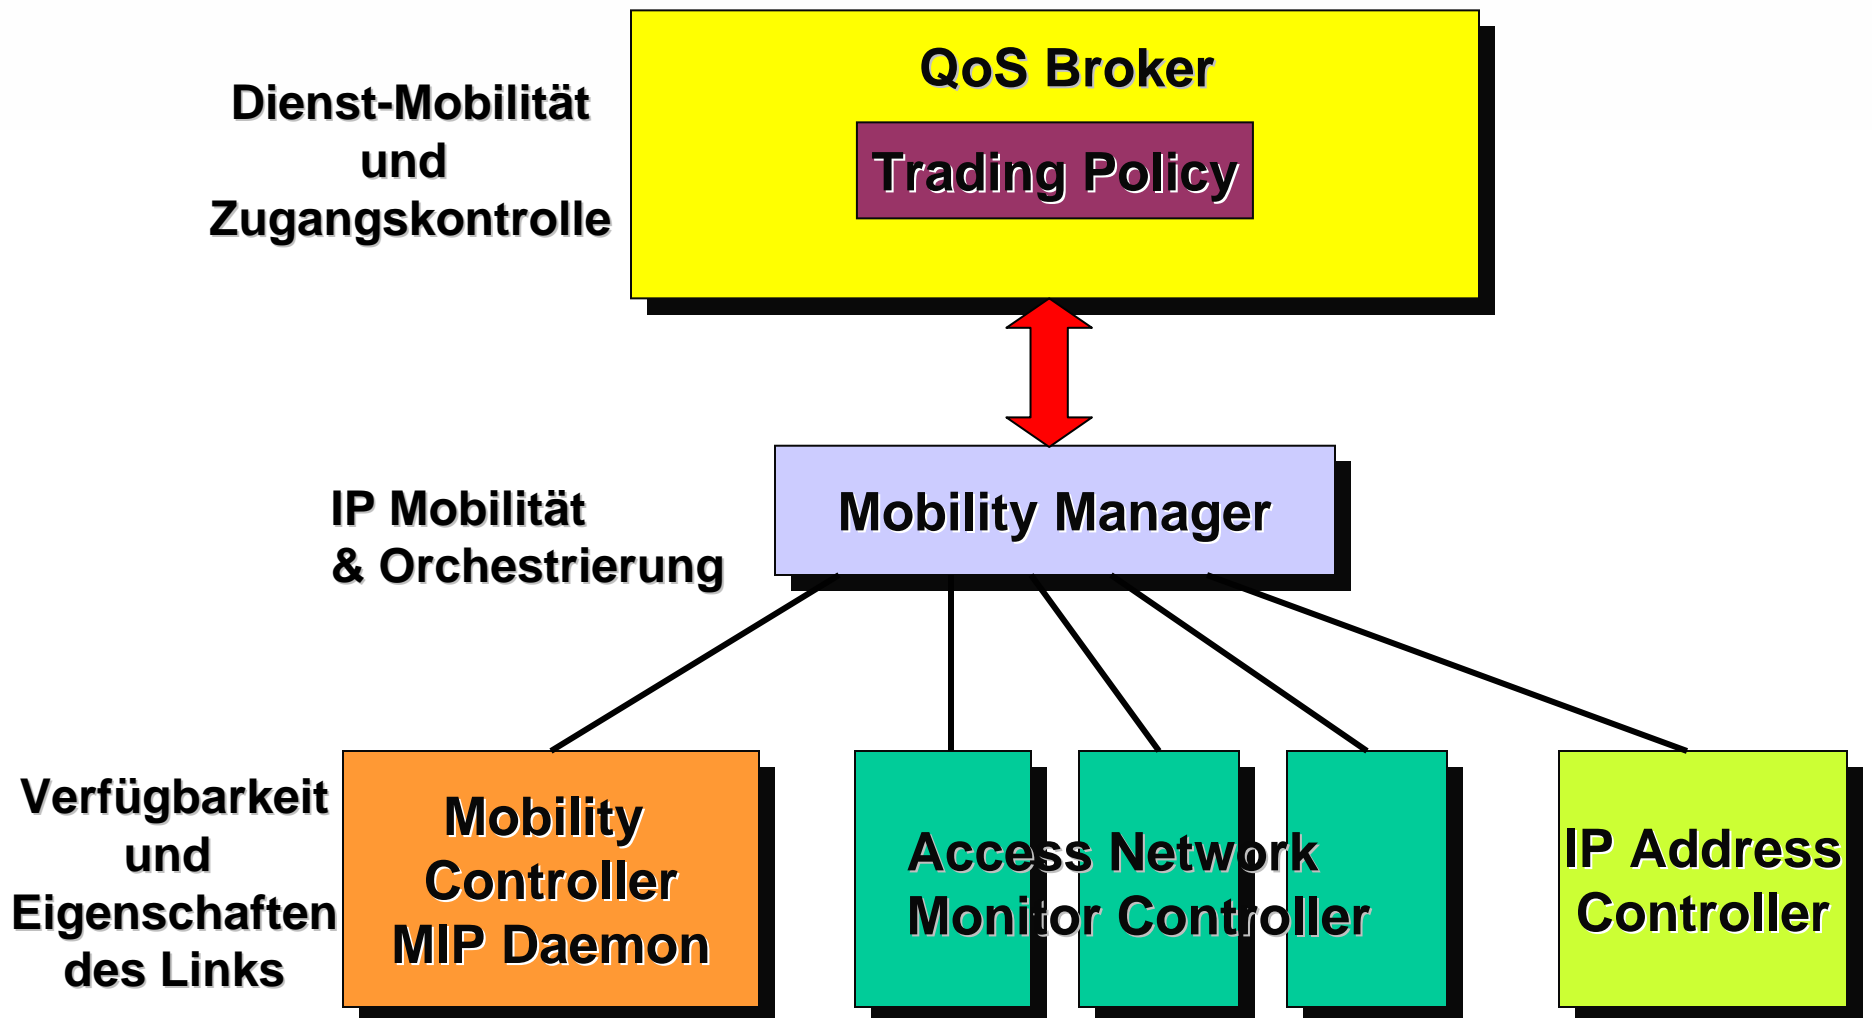 QoS Broker
Trading Policy
Dienst-Mobilität
und
Zugangskontrolle
Mobility Manager
IP Mobilität
& Orchestrierung
Verfügbarkeit
und
Eigenschaften
des Links
Mobility
Controller
MIP Daemon
Access Network
Monitor Controller
IP Address
Controller